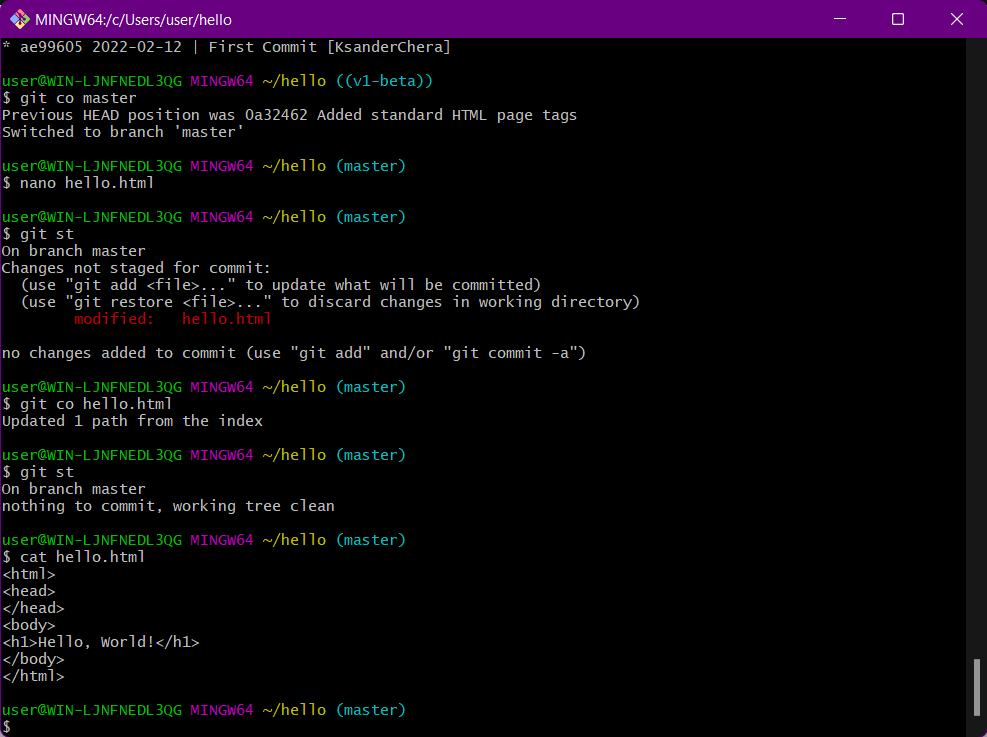 MINGW64:/c/Users/user/hello
* ae99605 2022-02-12 | First Commit [KsanderChera]
user@WIN-LJNFNEDL3QG MINGW64 ~/hello ((v1-beta))
$ git co master
Previous HEAD position was 0a32462 Added standard HTML page tags
Switched to branch 'master'
user@WIN-LJNFNEDL3QG MINGW64 ~/hello (master)
$ nano hello.html
user@WIN-LJNFNEDL3QG MINGW64 ~/hello (master)
$ git st
On branch master
Changes not staged for commit:
  (use "git add <file>..." to update what will be committed)
  (use "git restore <file>..." to discard changes in working directory)
        modified:   hello.html
no changes added to commit (use "git add" and/or "git commit -a")
user@WIN-LJNFNEDL3QG MINGW64 ~/hello (master)
$ git co hello.html
Updated 1 path from the index
user@WIN-LJNFNEDL3QG MINGW64 ~/hello (master)
$ git st
On branch master
nothing to commit, working tree clean
user@WIN-LJNFNEDL3QG MINGW64 ~/hello (master)
$ cat hello.html
<html>
<head>
</head>
<body>
<h1>Hello, World!</h1>
</body>
</html>
user@WIN-LJNFNEDL3QG MINGW64 ~/hello (master)
$